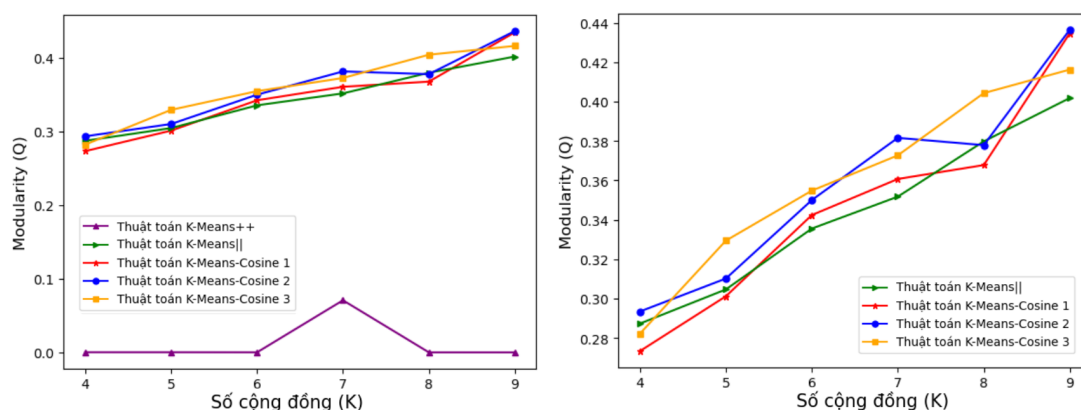 Modularity (Q)
0.4
0.3
0.2
0.1
0.0
Thuật toán K-Means++
Thuật toán K-Means||
Thuật toán K-Means-Cosine 1
Thuật toán K-Means-Cosine 2
Thuật toán K-Means-Cosine 3
4 5 6 7 8 9
Số cộng đồng (K)
Modularity (Q)
0.44
0.42
0.40
0.38
0.36
0.34
0.32
0.30
0.28
Thuật toán K-Means||
Thuật toán K-Means-Cosine 1
Thuật toán K-Means-Cosine 2
Thuật toán K-Means-Cosine 3
4 5 6 7 8 9
Số cộng đồng (K)